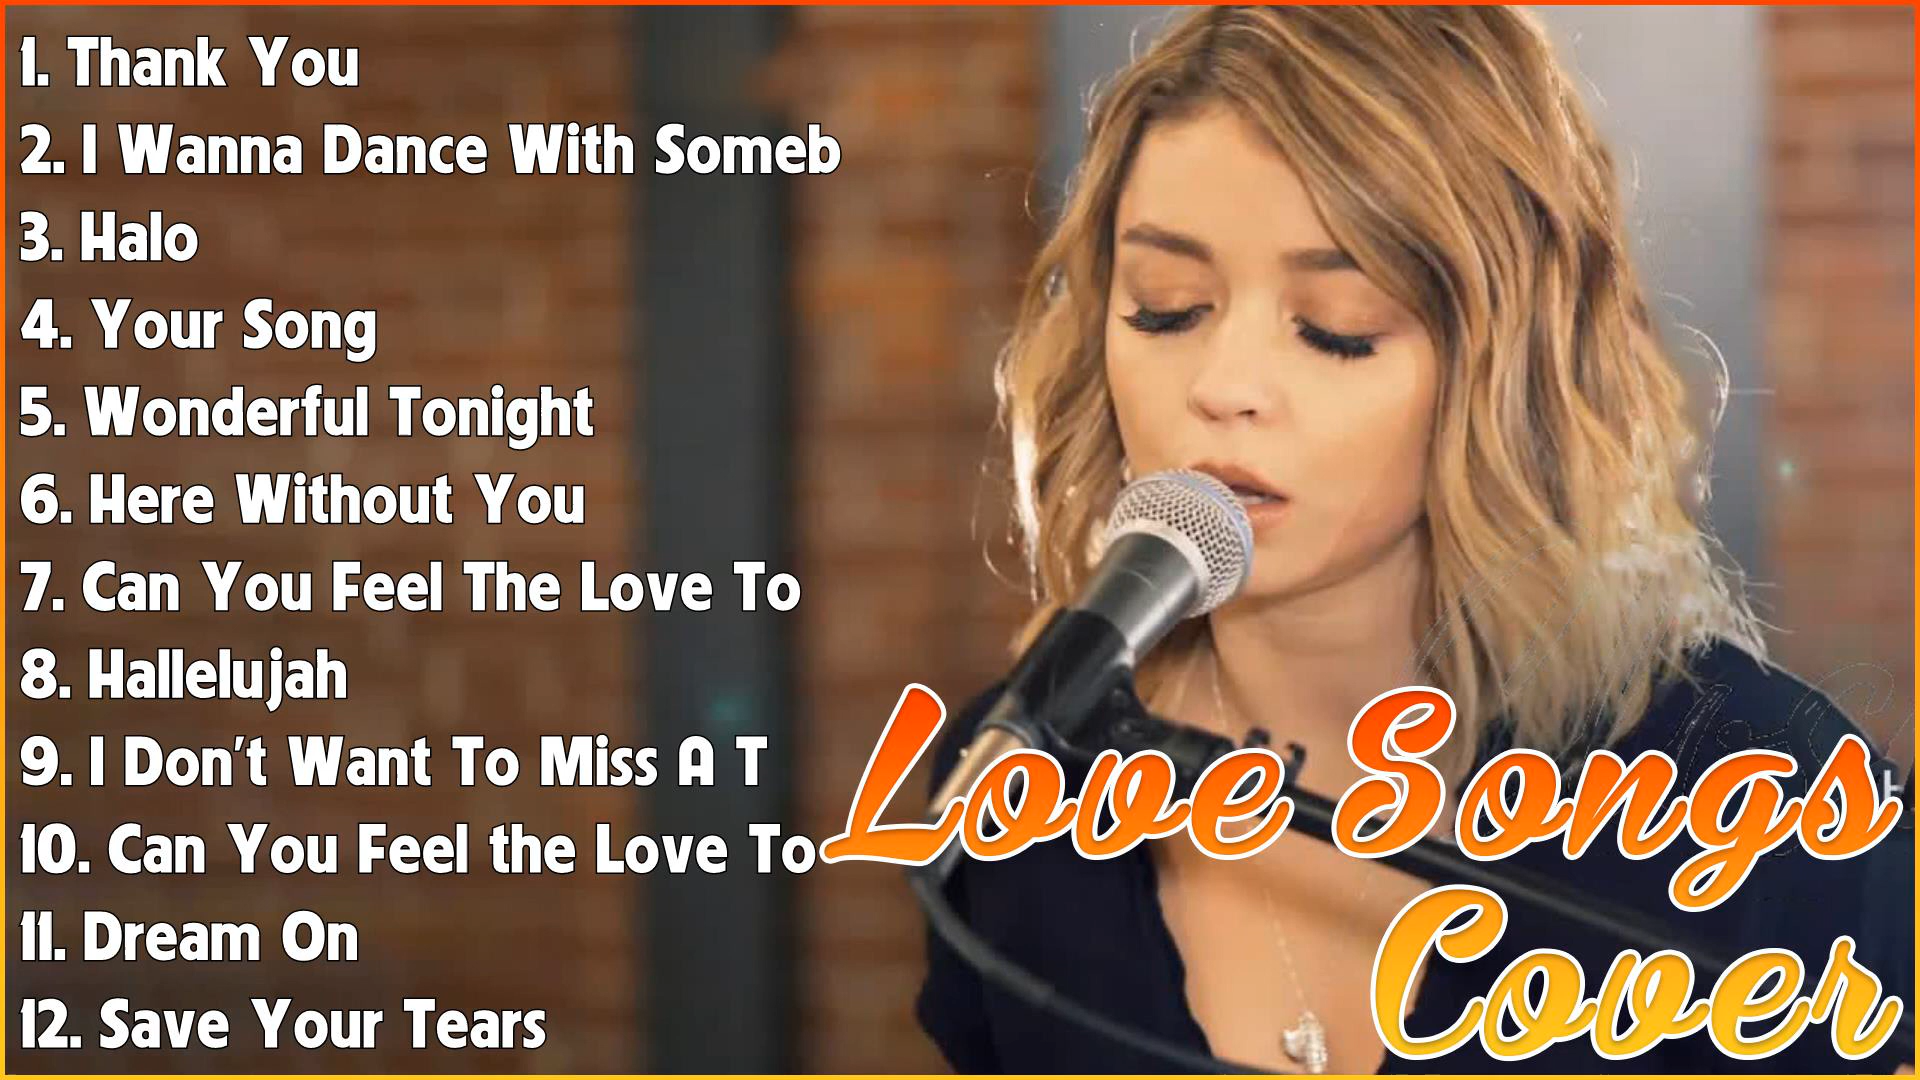 1. Thank You
2. I Wanna Dance With Someb
3. Halo
4. Your Song
5. Wonderful Tonight
6. Here Without You
7. Can You Feel The Love To
8. Hallelujah
9. I Don't Want To Miss A T
10. Can You Feel the Love To
11. Dream On
12. Save Your Tears
Love Songs
Cover